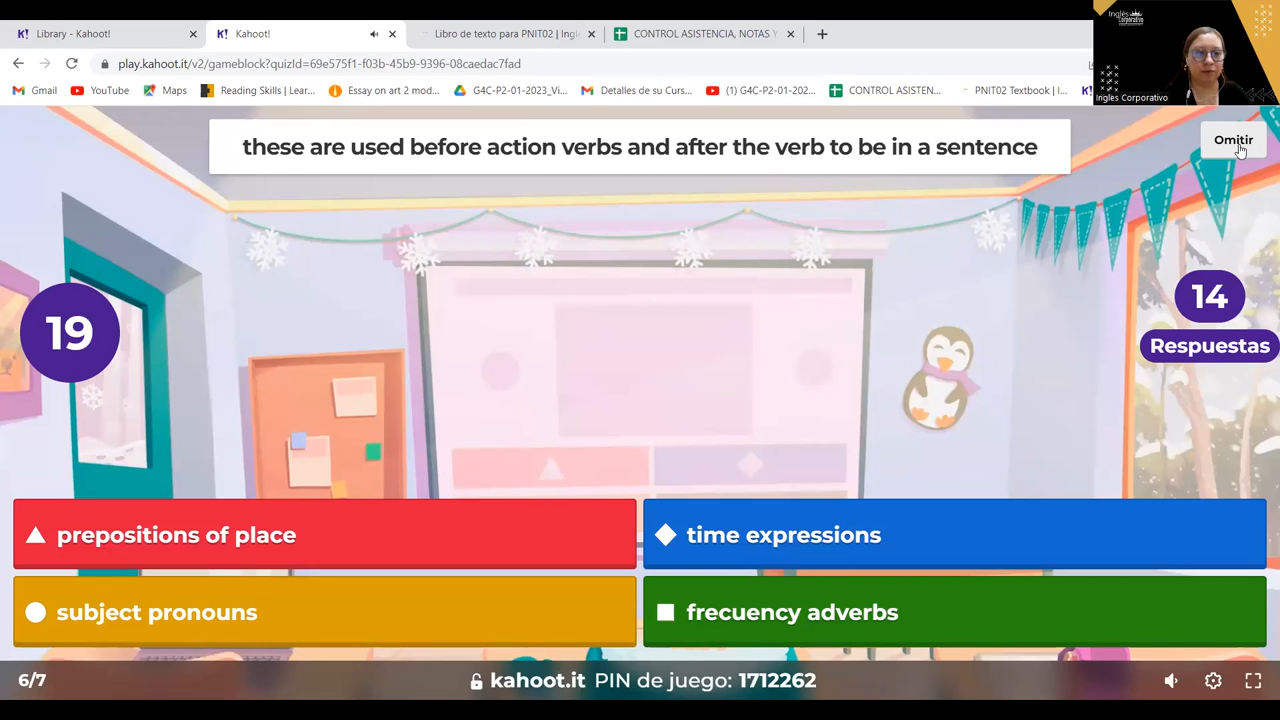 Library - Kahoot!
Kahoot!
Libro de texto para PNIT02 | Ingl
CONTROL ASISTENCIA, NOTAS Y
play.kahoot.it/v2/gameblock?quizId=69e575f1-f03b-45b9-9396-08caedac7fcd
Gmail
YouTube
Maps
Reading Skills | Lear...
Essay on art 2 mod...
G4C-P2-01-2023_Vi...
Detalles de su Curs...
(1) G4C-P2-01-202...
CONTROL ASISTEN...
PNIT02 Textbook | I...
Inglés
Corporativo
Ingles Corporativo
these are used before action verbs and after the verb to be in a sentence
Omitir
19
14
Respuestas
prepositions of place
time expressions
subject pronouns
frecuency adverbs
6/7
kahoot.it PIN de juego: 1712262